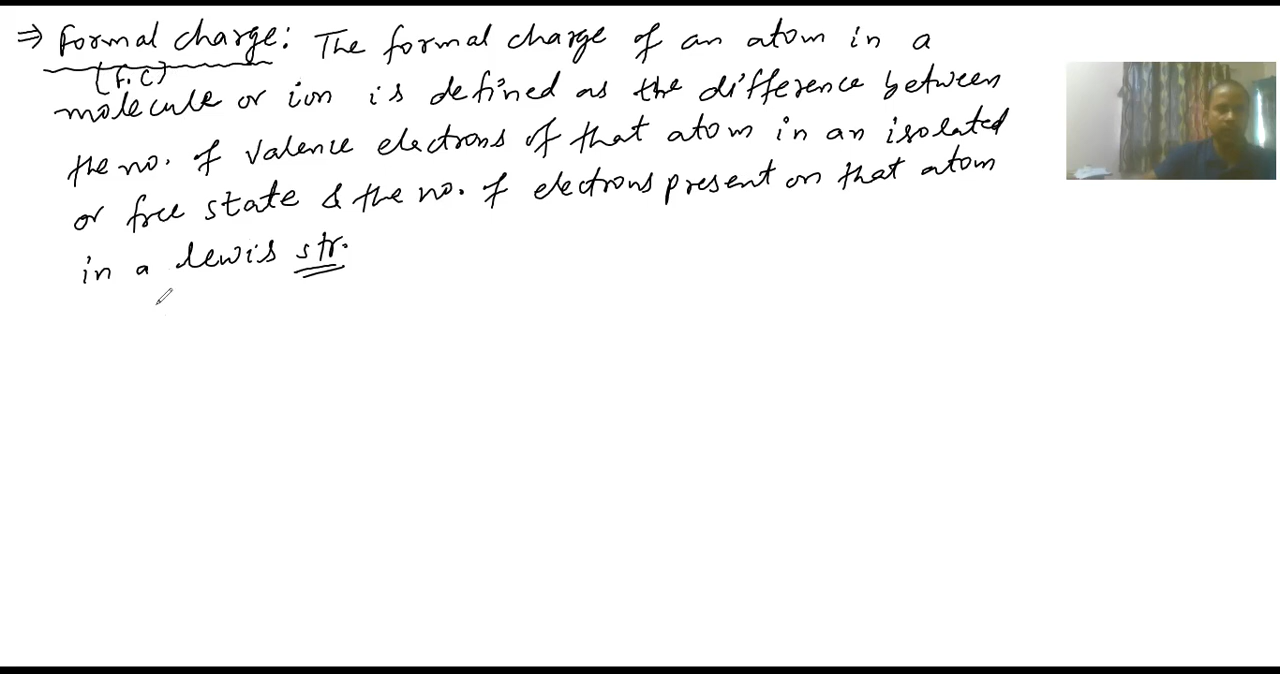 ⇒ Formal charge: The formal charge of an atom in a
(F.C)
molecule or ion is defined as the difference between
the no. of valence electrons of that atom in an isolated
or free state & the no. of electrons present on that atom
in a lewis str.